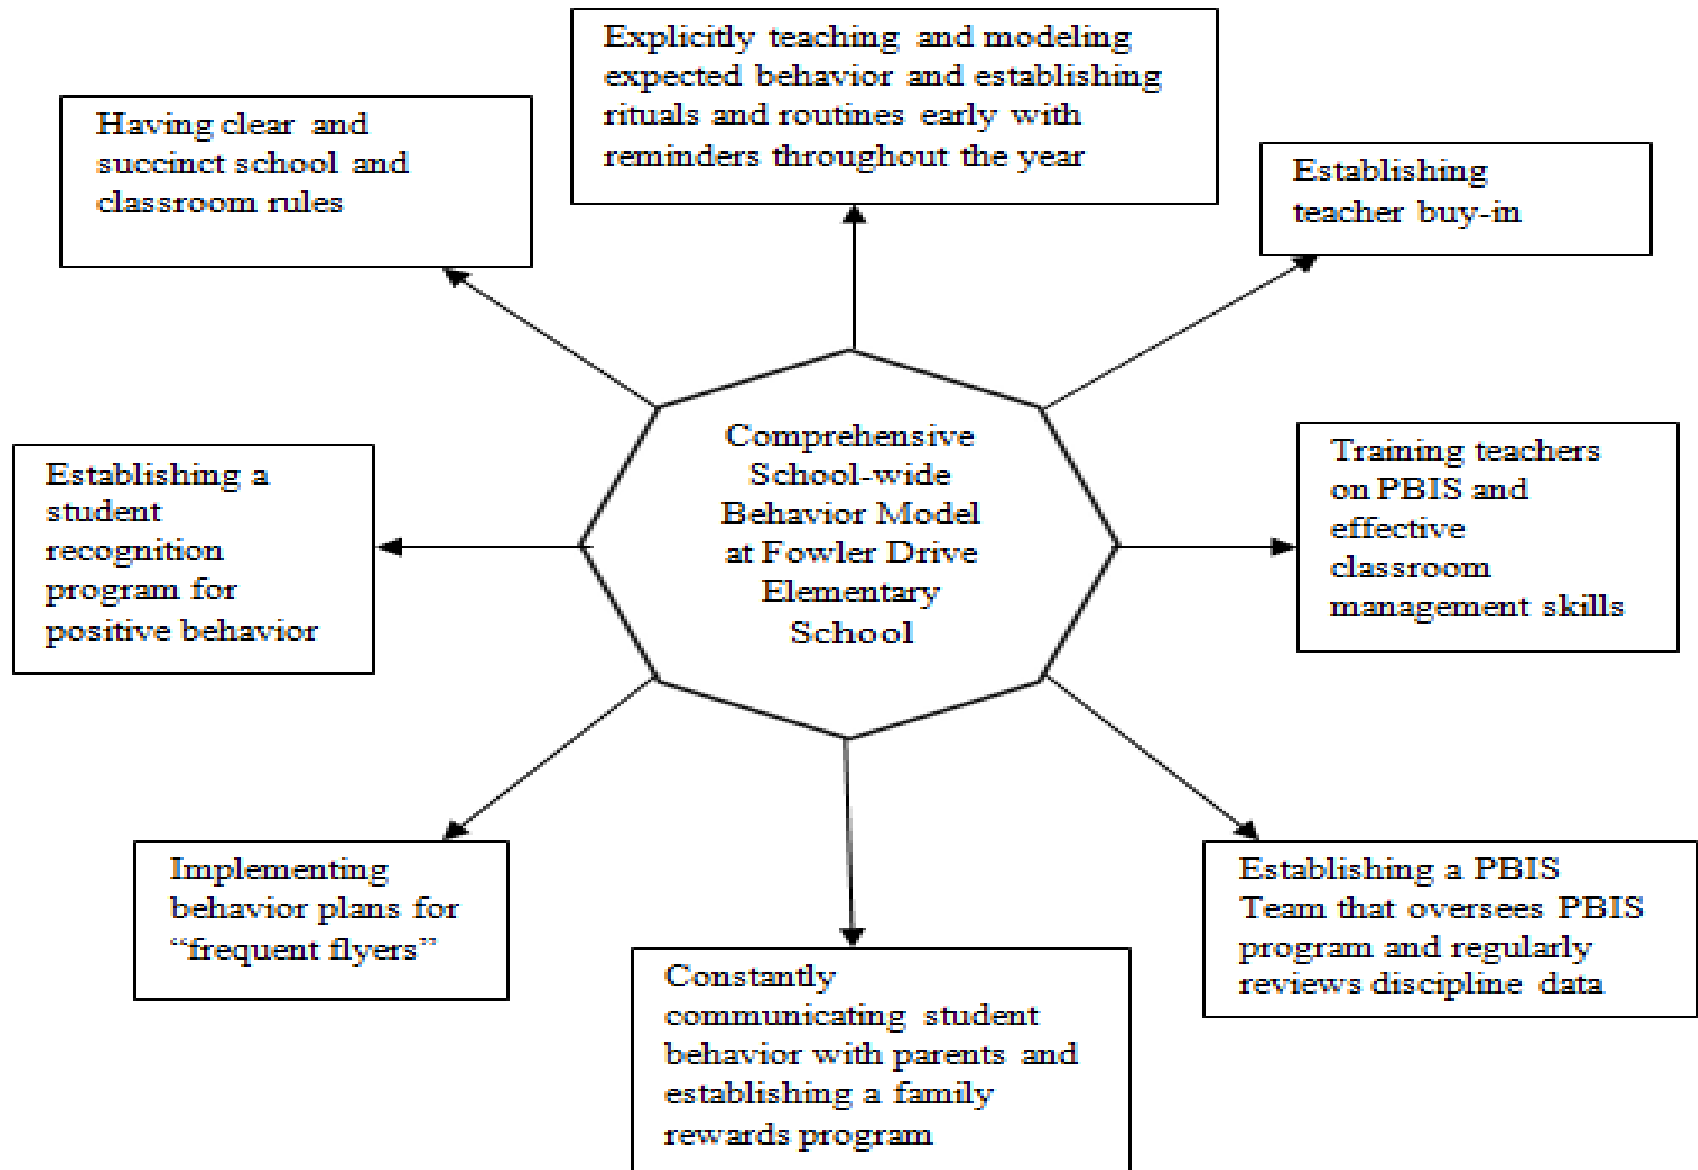 Explicitly teaching and modeling
expected behavior and establishing
rituals and routines early with
reminders throughout the year
Having clear and
succinct school and
classroom rules
Establishing
teacher buy-in
Comprehensive
School-wide
Behavior Model
at Fowler Drive
Elementary
School
Establishing a
student
recognition
program for
positive behavior
Training teachers
on PBIS and
effective
classroom
management skills
Implementing
behavior plans for
“frequent flyers”
Constantly
communicating student
behavior with parents and
establishing a family
rewards program
Establishing a PBIS
Team that oversees PBIS
program and regularly
reviews discipline data